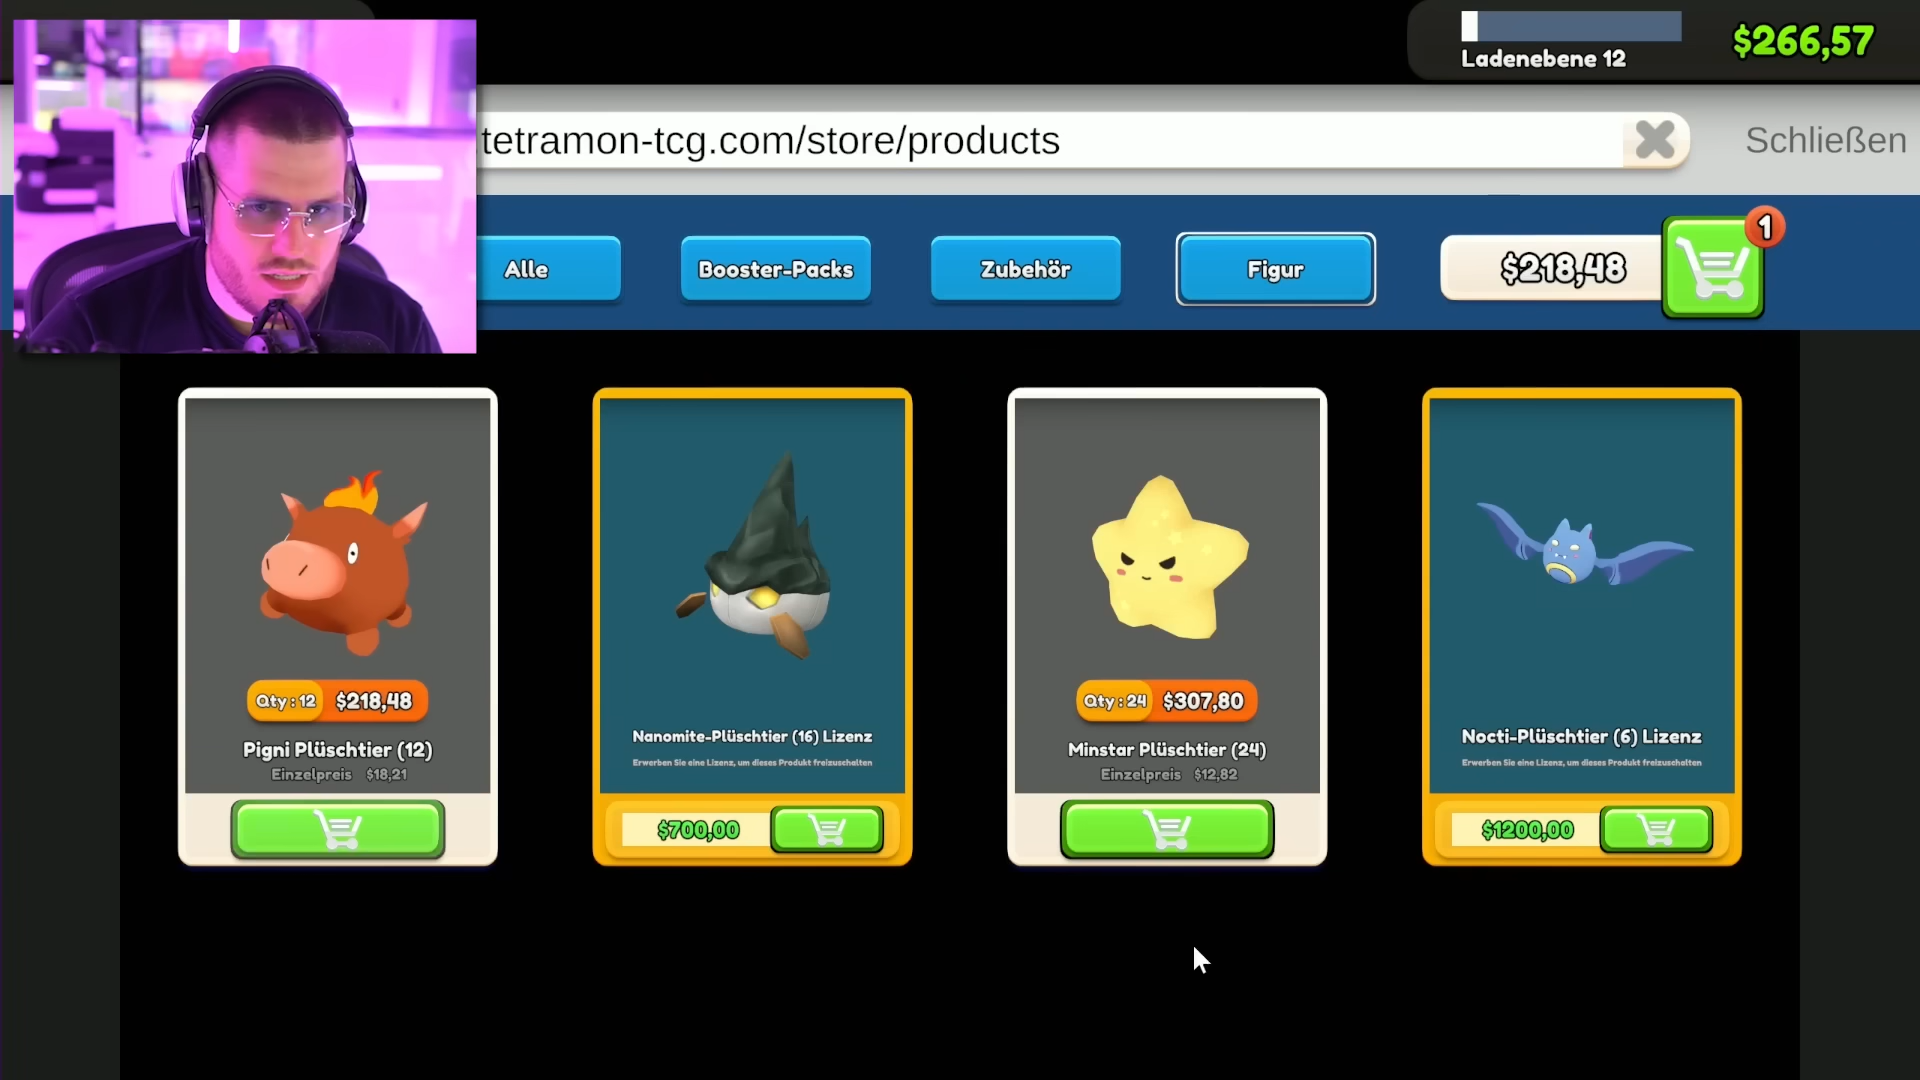 Ladenebene 12
$266,57
tetramon-tcg.com/store/products
Schließen
Alle
Booster-Packs
Zubehör
Figur
$218,48
1
Qty : 12 $218,48
Pigni Plüschtier (12)
Einzelpreis $18,21
Nanomite-Plüschtier (16) Lizenz
Erwerben Sie eine Lizenz, um dieses Produkt freizuschalten
$700,00
Qty : 24 $307,80
Minstar Plüschtier (24)
Einzelpreis $12,82
Nocti-Plüschtier (6) Lizenz
Erwerben Sie eine Lizenz, um dieses Produkt freizuschalten
$1200,00